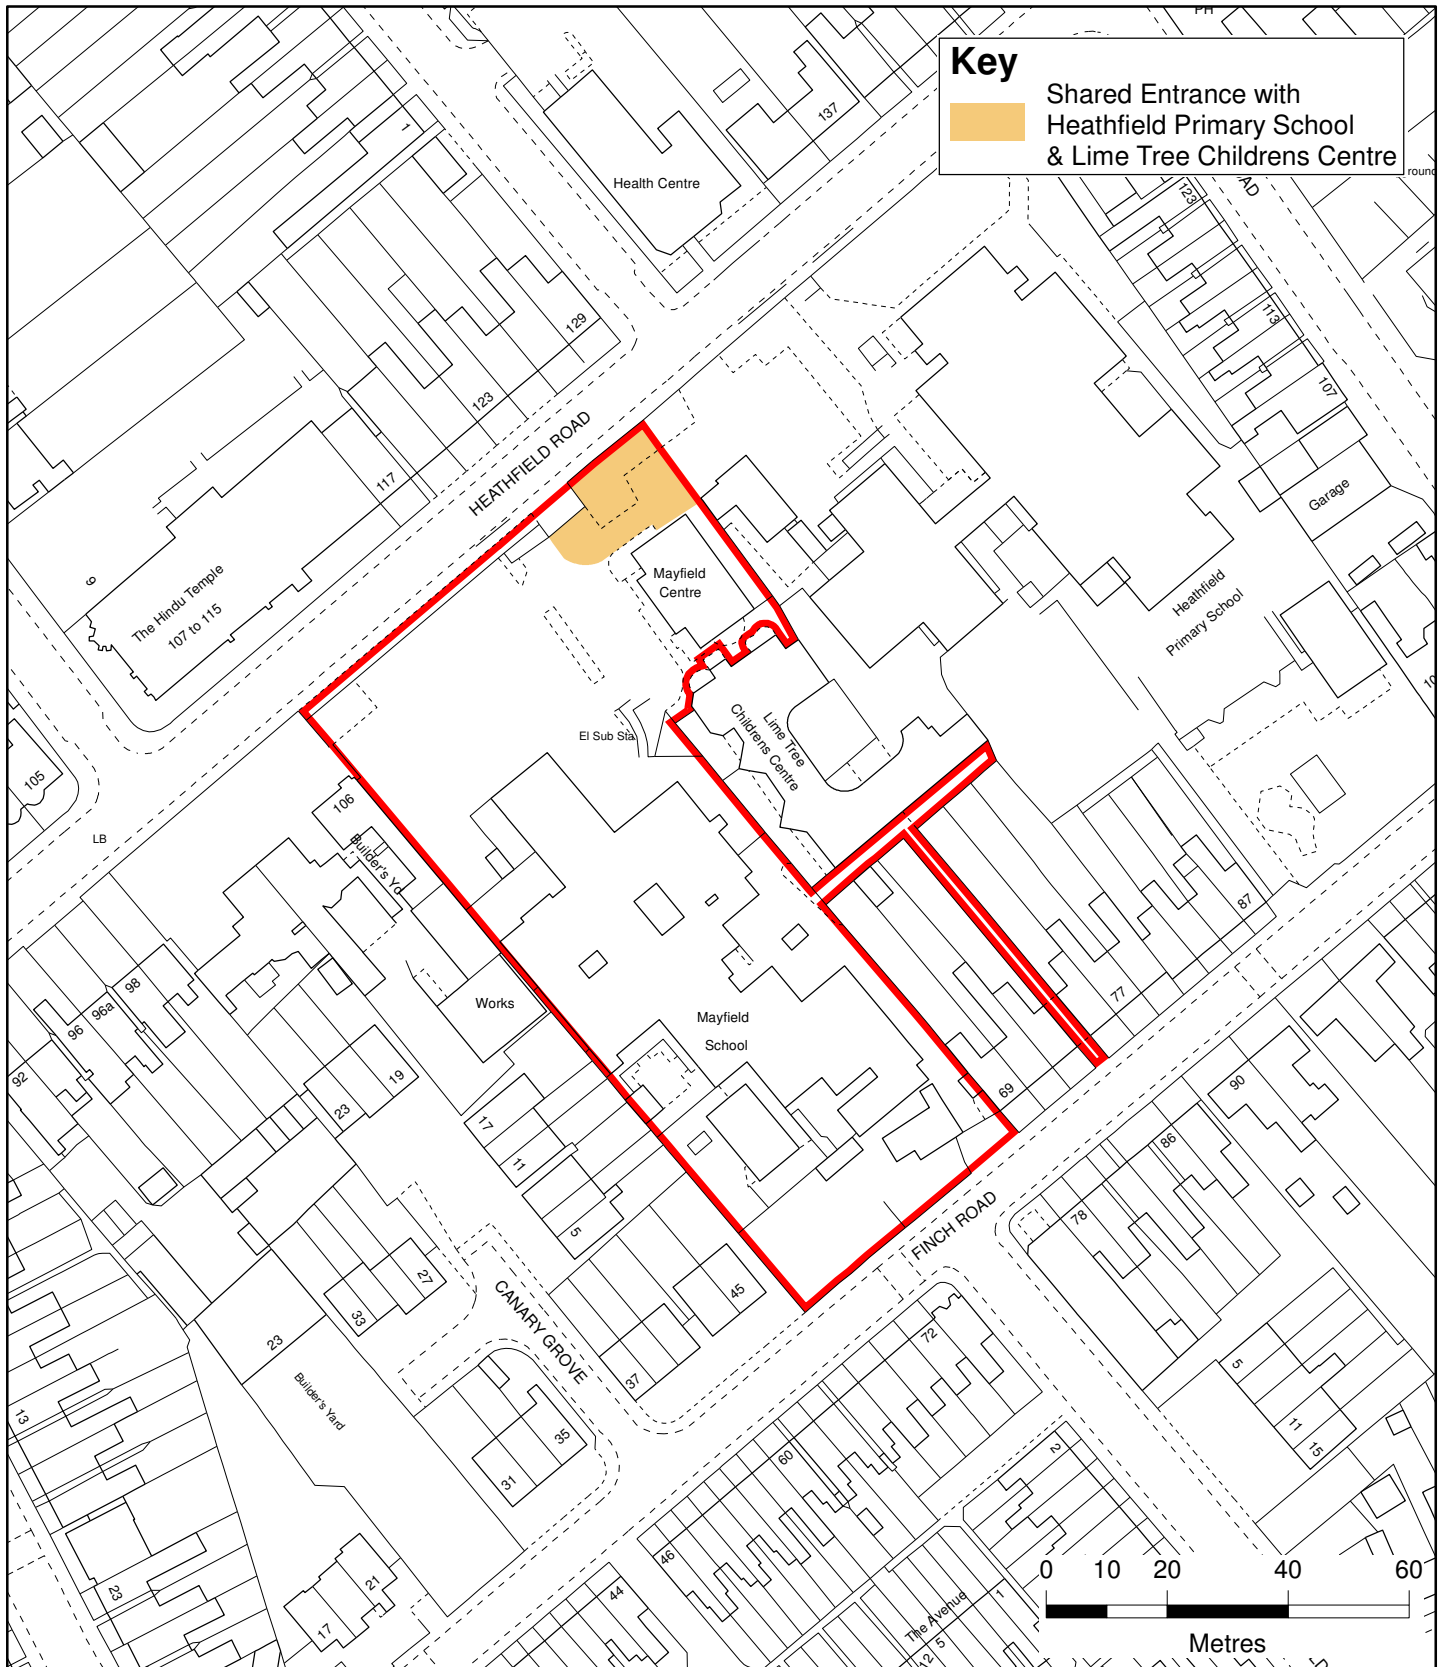 PH
Key
Shared Entrance with
Heathfield Primary School
& Lime Tree Childrens Centre
137
1
Health Centre
123
113
107
129
123
117
HEATHFIELD ROAD
Garage
9
The Hindu Temple
107 to 115
Mayfield
Centre
Heathfield
Primary School
Lime Tree
Childrens Centre
El Sub Sta
105
LB
106
Builder's Yd
98
96a
96
92
Works
Mayfield
School
87
77
69
90
86
78
19
23
17
11
5
FINCH ROAD
27
33
23
45
37
CANARY GROVE
Builder's Yard
72
5
11
15
13
35
31
60
2
46
44
23
21
17
The Avenue
1
5
12
0 10 20 40 60
Metres